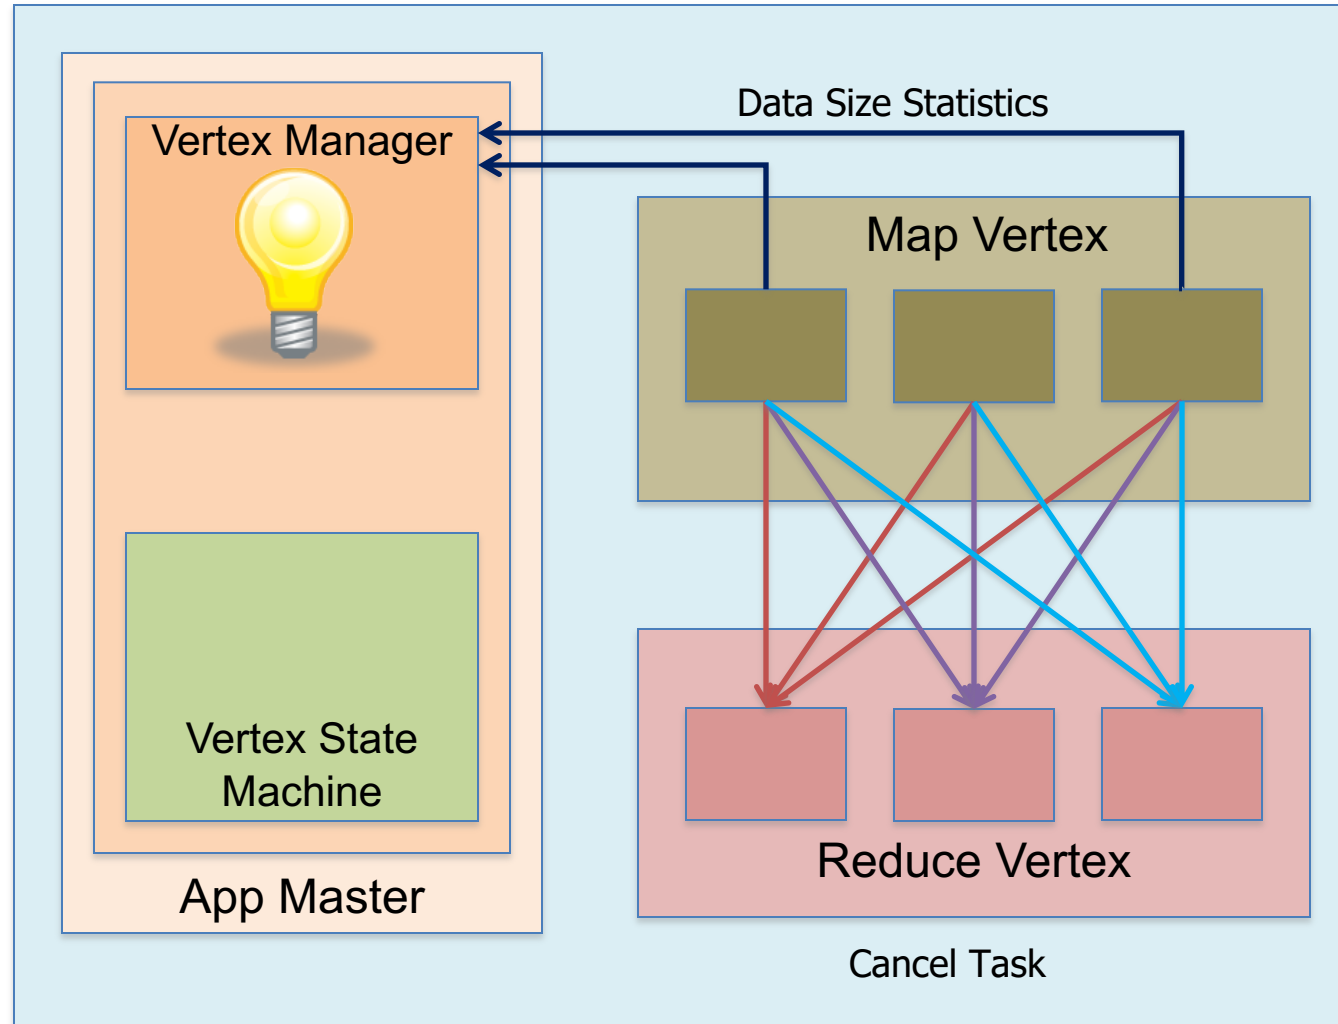 Data Size Statistics
Vertex Manager
Map Vertex
Vertex State
Machine
Reduce Vertex
App Master
Cancel Task